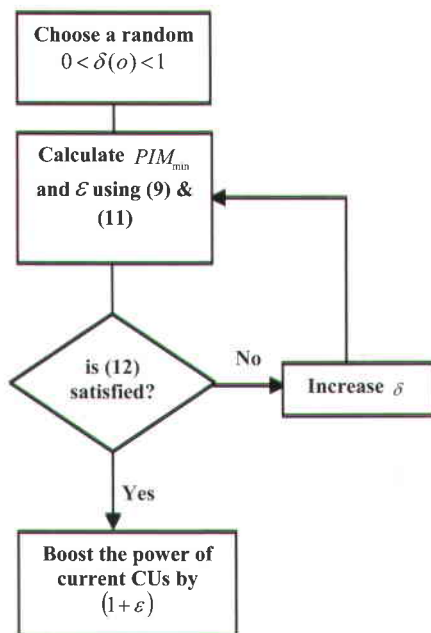 Choose a random
0 < δ(o) < 1
Calculate PIM_min
and ε using (9) &
(11)
is (12)
satisfied?
No
Increase δ
Yes
Boost the power of
current CUs by
(1+ε)